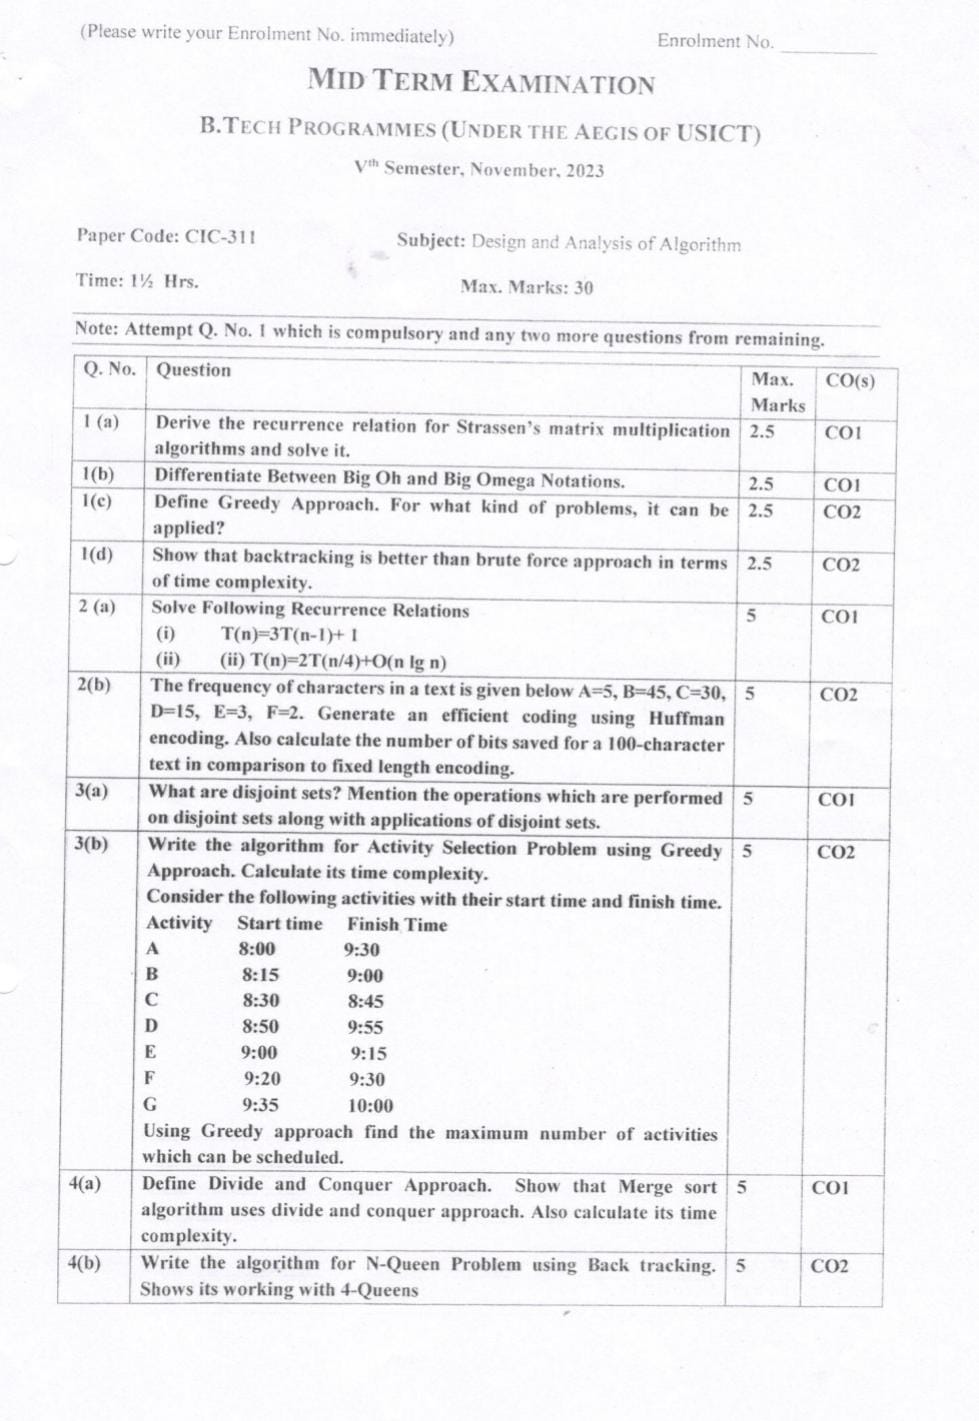 (Please write your Enrolment No. immediately)
Enrolment No. __________
MID TERM EXAMINATION
B.TECH PROGRAMMES (UNDER THE AEGIS OF USICT)
Vth Semester, November, 2023
Paper Code: CIC-311
Subject: Design and Analysis of Algorithm
Time: 1½ Hrs.
Max. Marks: 30
Note: Attempt Q. No. 1 which is compulsory and any two more questions from remaining.
Q. No. Question Max. CO(s)
Marks
1 (a) Derive the recurrence relation for Strassen's matrix multiplication 2.5 CO1
algorithms and solve it.
1(b) Differentiate Between Big Oh and Big Omega Notations. 2.5 CO1
1(c) Define Greedy Approach. For what kind of problems, it can be 2.5 CO2
applied?
1(d) Show that backtracking is better than brute force approach in terms 2.5 CO2
of time complexity.
2 (a) Solve Following Recurrence Relations 5 CO1
(i) T(n)=3T(n-1)+ 1
(ii) (ii) T(n)=2T(n/4)+O(n lg n)
2(b) The frequency of characters in a text is given below A=5, B=45, C=30, 5 CO2
D=15, E=3, F=2. Generate an efficient coding using Huffman
encoding. Also calculate the number of bits saved for a 100-character
text in comparison to fixed length encoding.
3(a) What are disjoint sets? Mention the operations which are performed 5 CO1
on disjoint sets along with applications of disjoint sets.
3(b) Write the algorithm for Activity Selection Problem using Greedy 5 CO2
Approach. Calculate its time complexity.
Consider the following activities with their start time and finish time.
Activity Start time Finish Time
A 8:00 9:30
B 8:15 9:00
C 8:30 8:45
D 8:50 9:55
E 9:00 9:15
F 9:20 9:30
G 9:35 10:00
Using Greedy approach find the maximum number of activities
which can be scheduled.
4(a) Define Divide and Conquer Approach. Show that Merge sort 5 CO1
algorithm uses divide and conquer approach. Also calculate its time
complexity.
4(b) Write the algorithm for N-Queen Problem using Back tracking. 5 CO2
Shows its working with 4-Queens